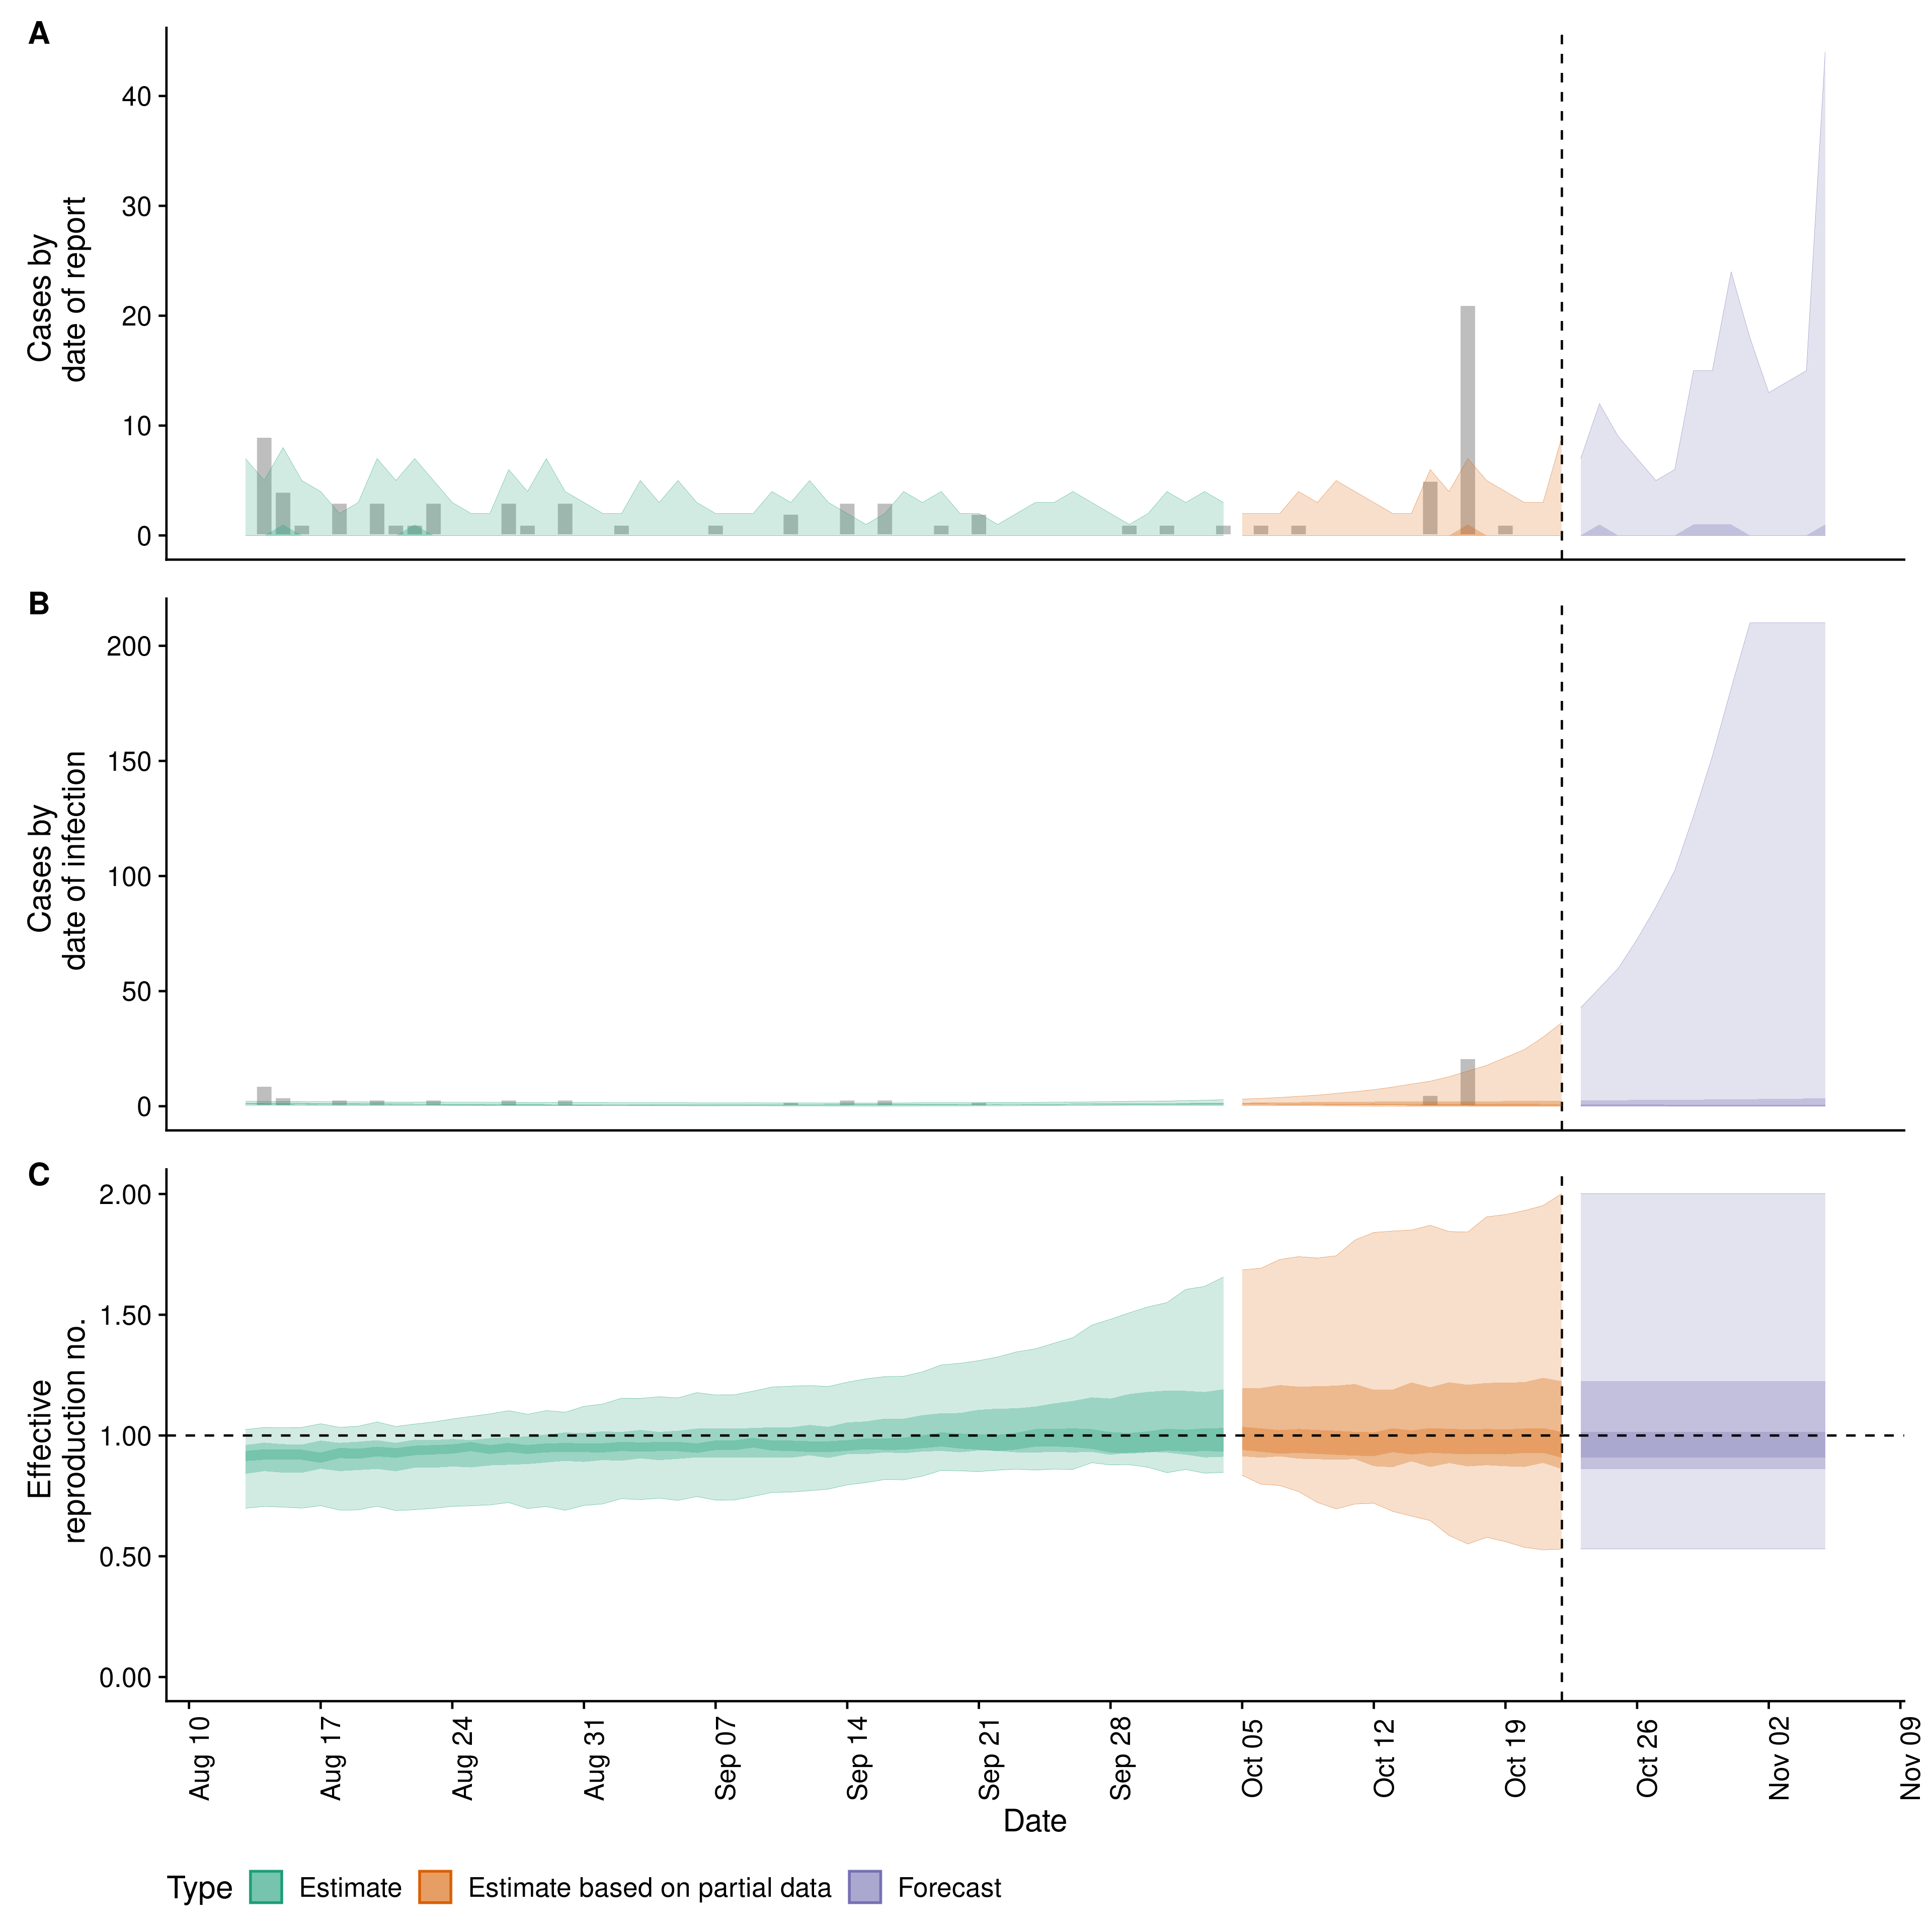 A
Cases by
date of report
40
30
20
10
0
B
Cases by
date of infection
200
150
100
50
0
C
Effective
reproduction no.
2.00
1.50
1.00
0.50
0.00
Aug 10
Aug 17
Aug 24
Aug 31
Sep 07
Sep 14
Sep 21
Sep 28
Oct 05
Oct 12
Oct 19
Oct 26
Nov 02
Nov 09
Date
Type Estimate Estimate based on partial data Forecast